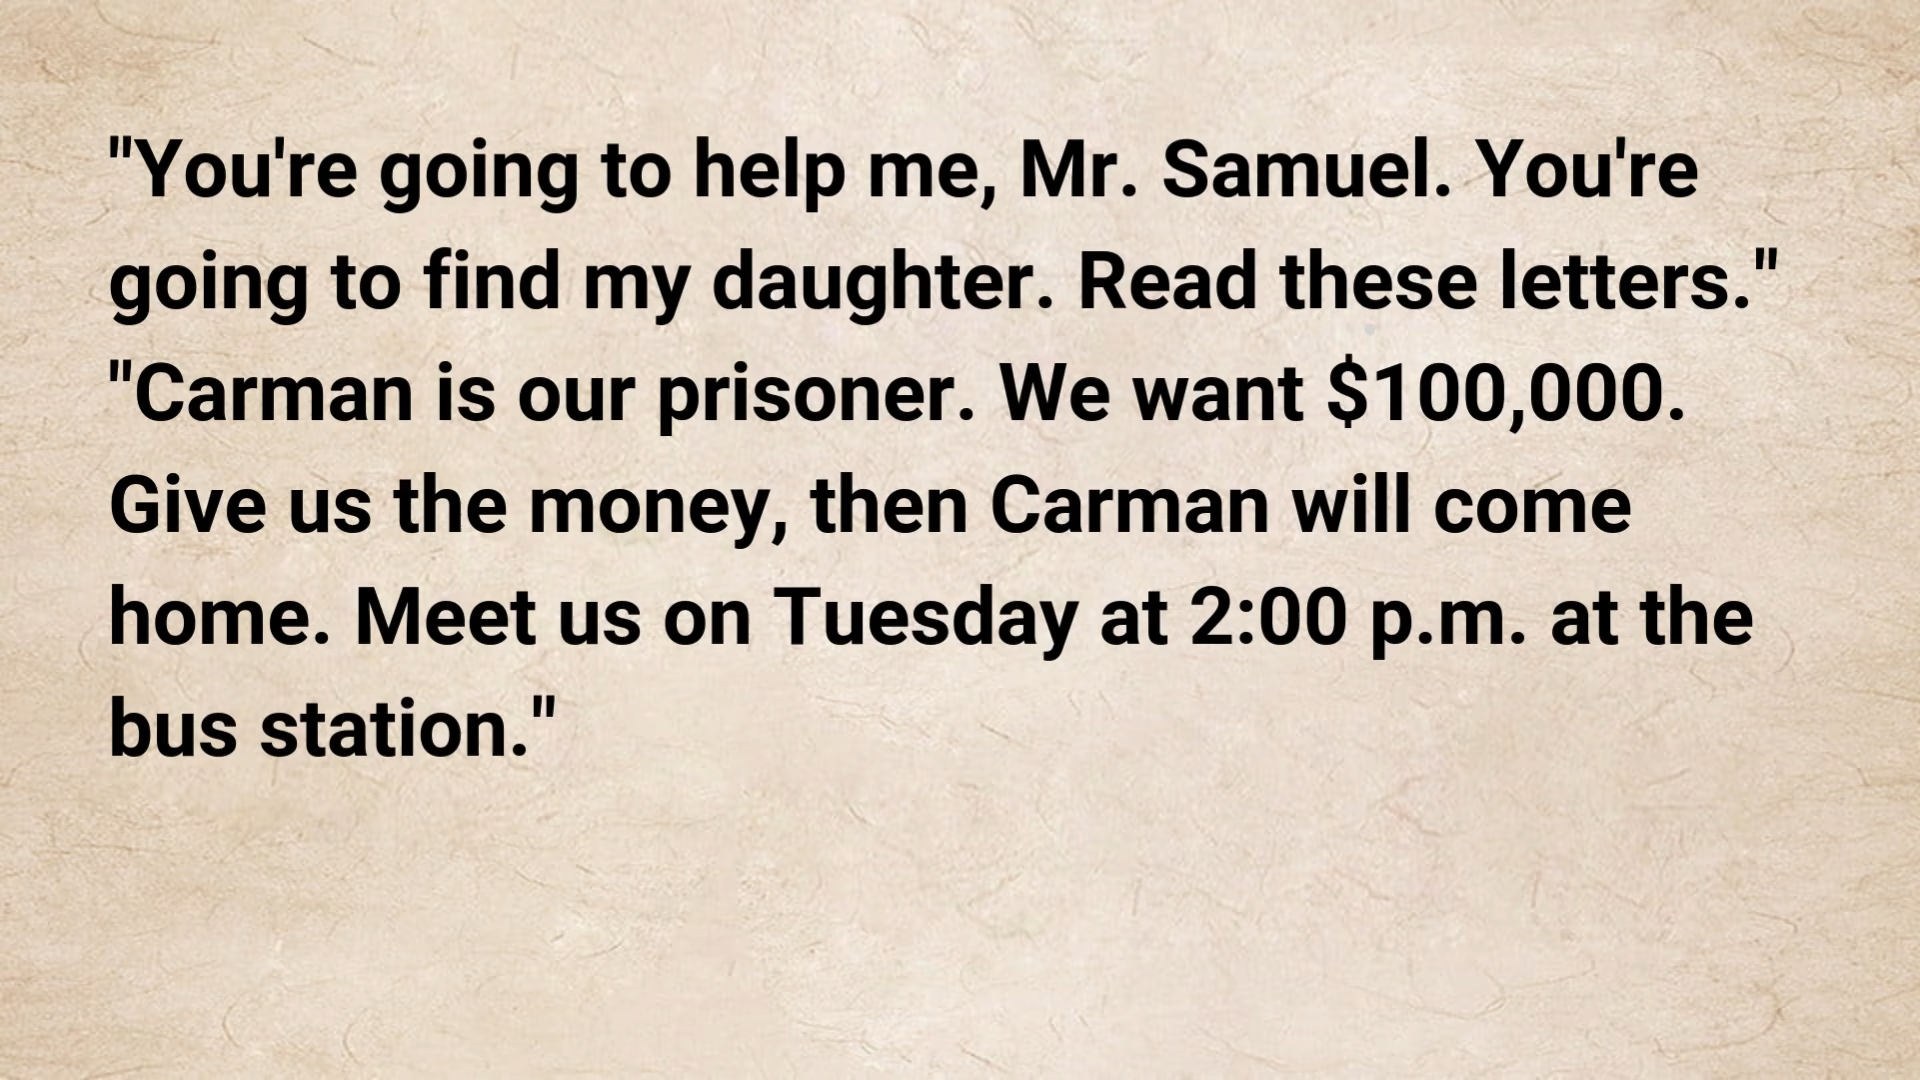 "You're going to help me, Mr. Samuel. You're
going to find my daughter. Read these letters."
"Carman is our prisoner. We want $100,000.
Give us the money, then Carman will come
home. Meet us on Tuesday at 2:00 p.m. at the
bus station."